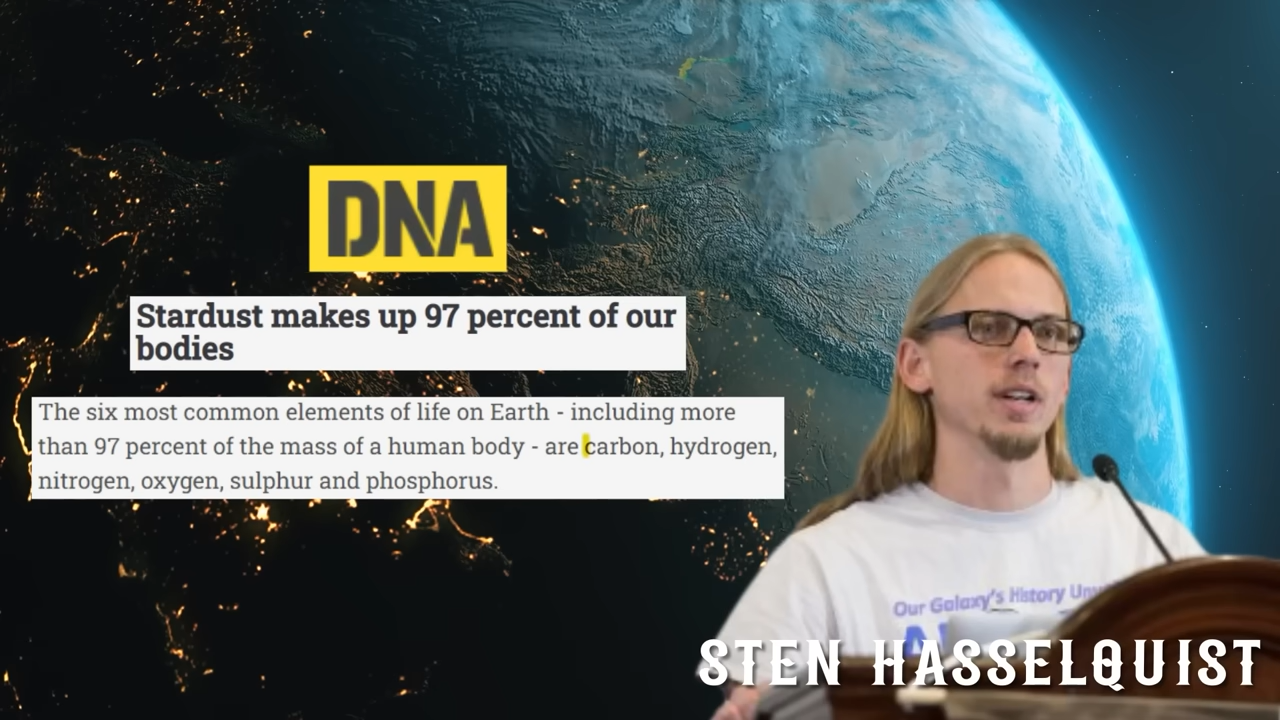 DNA
Stardust makes up 97 percent of our
bodies
The six most common elements of life on Earth - including more
than 97 percent of the mass of a human body - are carbon, hydrogen,
nitrogen, oxygen, sulphur and phosphorus.
Our Galaxy's History
STEN HASSELQUIST